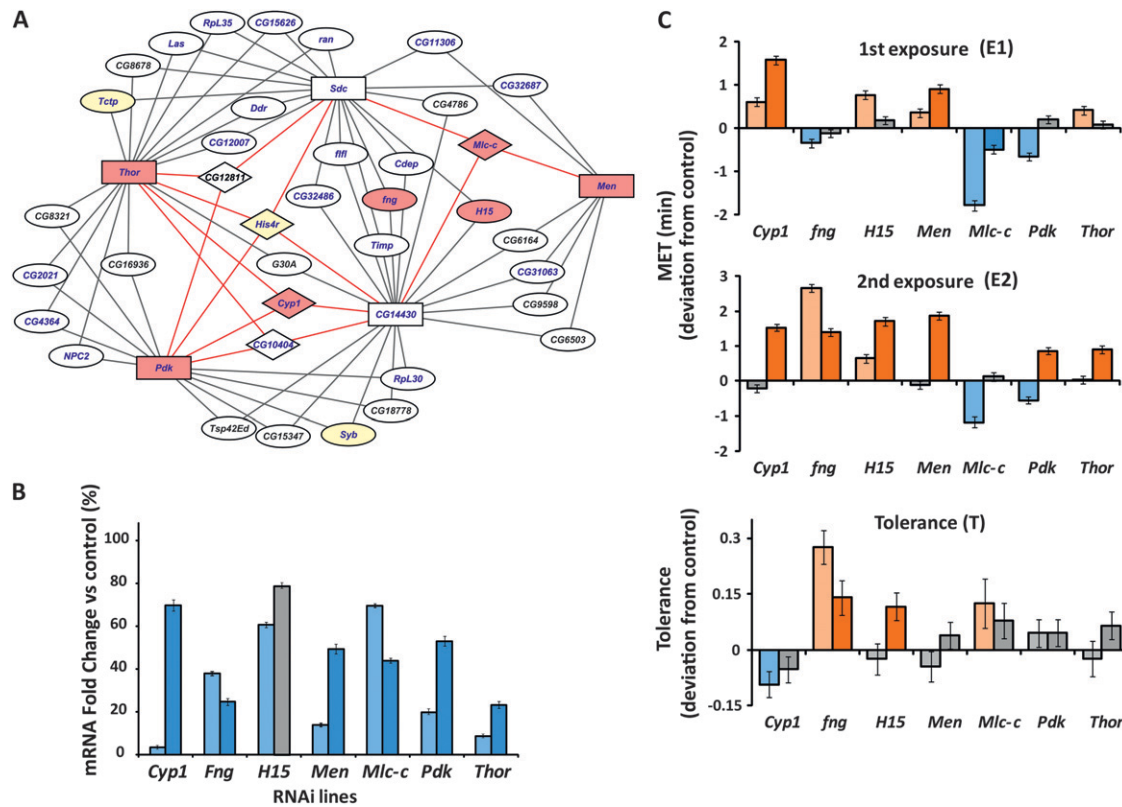 A
RpL35
CG15626
Las
ran
CG11306
CG8678
Sdc
CG32687
Tctp
CG4786
Ddr
CG12007
flfl
Mlc-c
Cdep
Thor
CG12811
Men
CG32486
fng
H15
CG8321
His4r
CG6164
Timp
CG16936
G30A
CG2021
CG31063
Cyp1
CG9598
CG4364
CG14430
CG10404
CG6503
NPC2
Pdk
RpL30
CG18778
Tsp42Ed
CG15347
Syb
B
mRNA Fold Change vs control (%)
100
80
60
40
20
0
Cyp1 Fng H15 Men Mlc-c Pdk Thor
RNAi lines
C
MET (min)
(deviation from control)
1st exposure (E1)
2
1
0
-1
-2
Cyp1 fng H15 Men Mlc-c Pdk Thor
2nd exposure (E2)
3
2
1
0
-1
-2
Cyp1 fng H15 Men Mlc-c Pdk Thor
Tolerance (T)
Tolerance
(deviation from control)
0.3
0.15
0
-0.15
Cyp1 fng H15 Men Mlc-c Pdk Thor